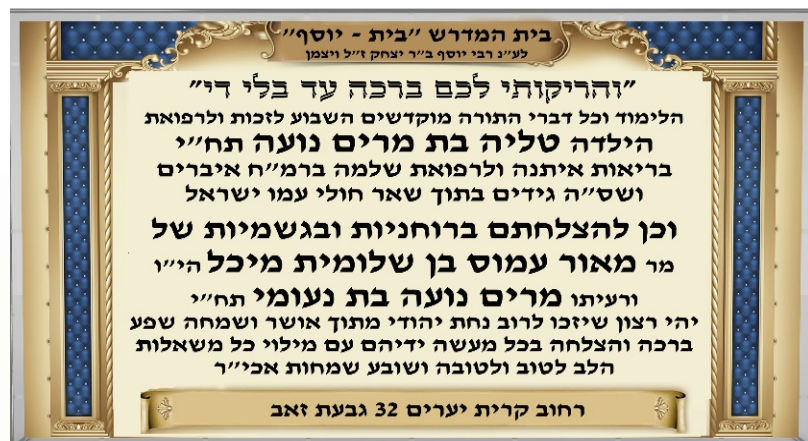 בית המדרש "בית - יוסף"
לע"נ רבי יוסף ב"ר יצחק ז"ל ויצמן
"והריקותי לכם ברכה עד בלי די"
הלימוד וכל דברי התורה מוקדשים השבוע לזכות ולרפואת
הילדה טליה בת מרים נועה תח"י
בריאות איתנה ולרפואת שלמה ברמ"ח איברים
ושס"ה גידים בתוך שאר חולי עמו ישראל
וכן להצלחתם ברוחניות ובגשמיות של
מר מאור עמוס בן שלומית מיכל הי"ו
ורעיתו מרים נועה בת נעומי תח"י
יהי רצון שיזכו לרוב נחת יהודי מתוך אושר ושמחה שפע
ברכה והצלחה בכל מעשה ידיהם עם מילוי כל משאלות
הלב לטוב ולטובה ושובע שמחות אכי"ר
רחוב קרית יערים 32 גבעת זאב